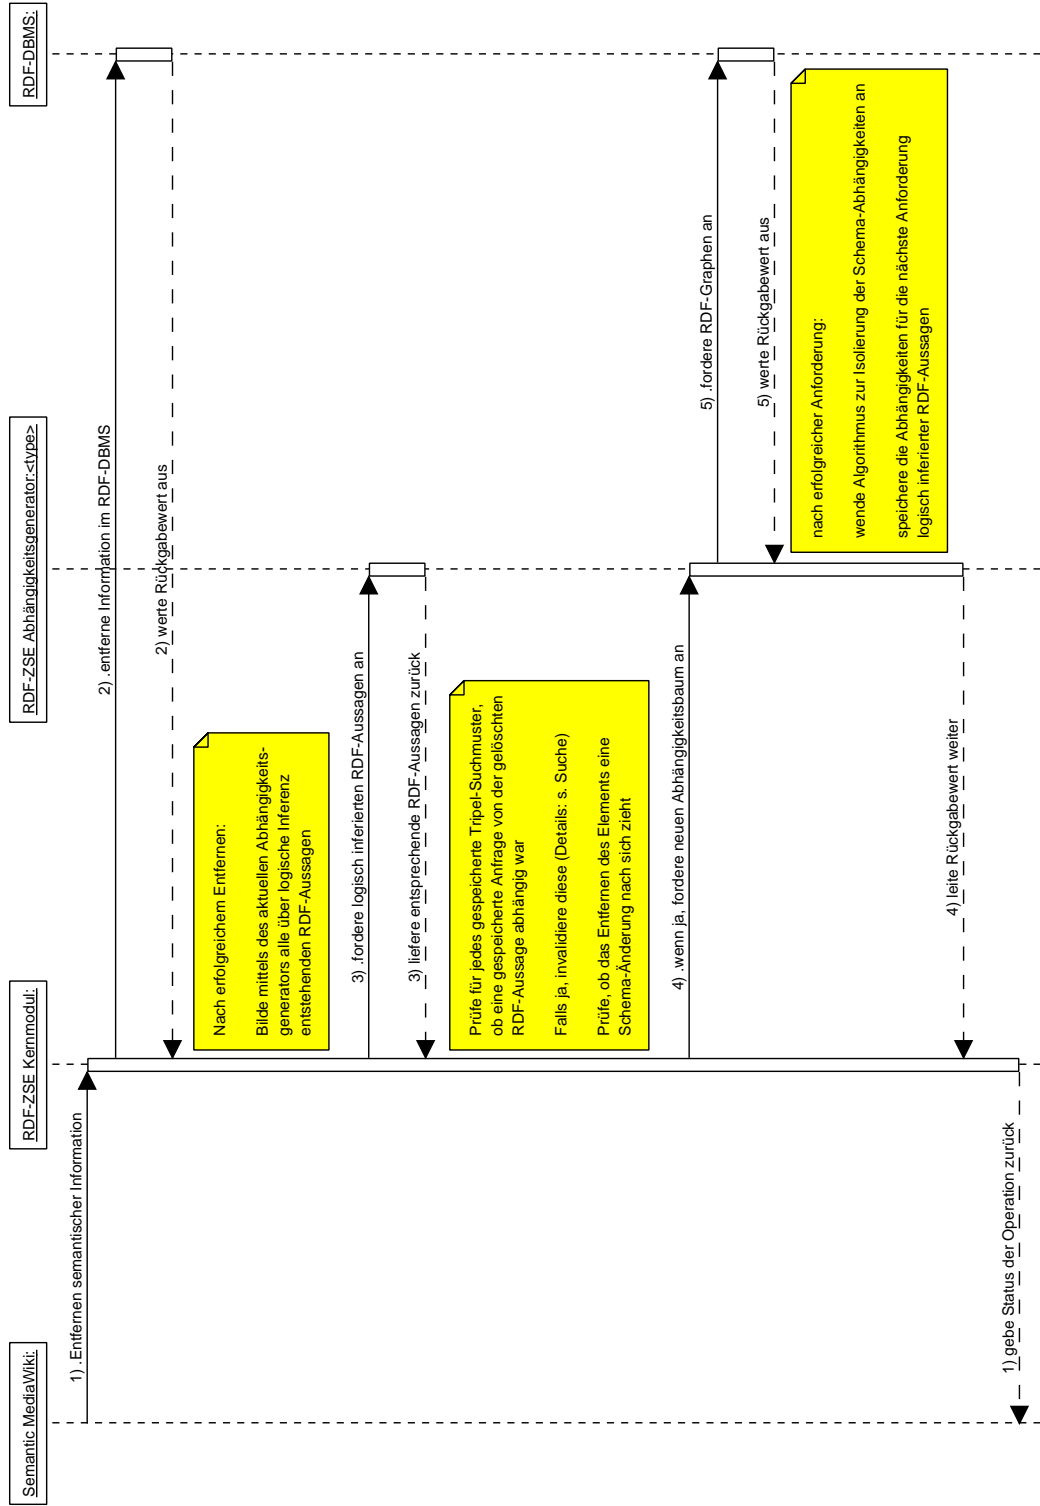 Semantic MediaWiki:
RDF-ZSE Kernmodul:
RDF-ZSE Abhängigkeitsgenerator:<type>
RDF-DBMS:
1) .Entfernen semantischer Information
2) .entferne Information im RDF-DBMS
2) werte Rückgabewert aus
Nach erfolgreichem Entfernen:
Bilde mittels des aktuellen Abhängigkeits-
generators alle über logische Inferenz
entstehenden RDF-Aussagen
3) .fordere logisch inferierten RDF-Aussagen an
3) liefere entsprechende RDF-Aussagen zurück
Prüfe für jedes gespeicherte Tripel-Suchmuster,
ob eine gespeicherte Anfrage von der gelöschten
RDF-Aussage abhängig war
Falls ja, invalidiere diese (Details: s. Suche)
Prüfe, ob das Entfernen des Elements eine
Schema-Änderung nach sich zieht
4) .wenn ja, fordere neuen Abhängigkeitsbaum an
5) .fordere RDF-Graphen an
5) werte Rückgabewert aus
nach erfolgreicher Anforderung:
wende Algorithmus zur Isolierung der Schema-Abhängigkeiten an
speichere die Abhängigkeiten für die nächste Anforderung
logisch inferierter RDF-Aussagen
4) leite Rückgabewert weiter
1) gebe Status der Operation zurück